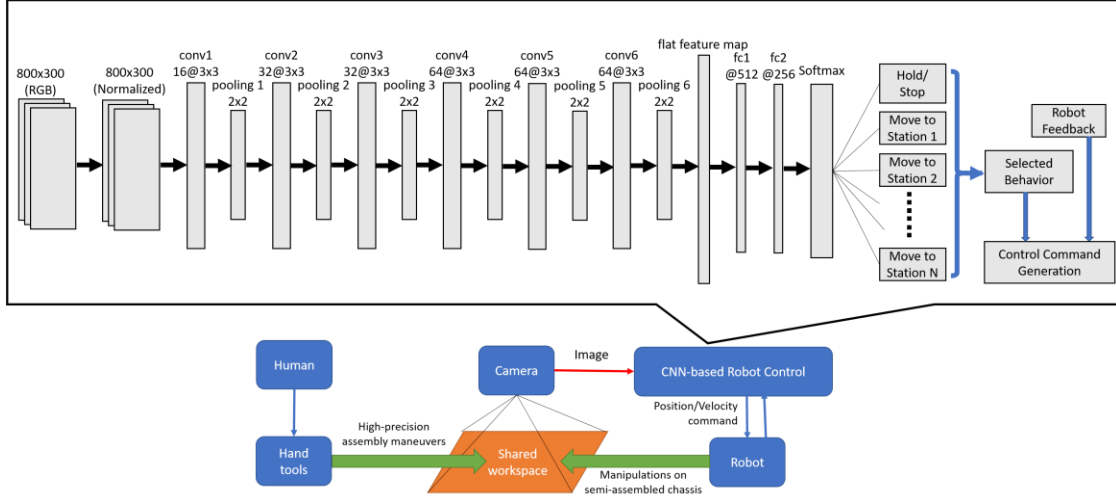 800x300
(RGB)
800x300
(Normalized)
conv1
16@3x3
pooling 1
2x2
conv2
32@3x3
pooling 2
2x2
conv3
32@3x3
pooling 3
2x2
conv4
64@3x3
pooling 4
2x2
conv5
64@3x3
pooling 5
2x2
conv6
64@3x3
pooling 6
2x2
flat feature map
fc1
@512
fc2
@256
Softmax
Hold/
Stop
Move to
Station 1
Move to
Station 2
Move to
Station N
Selected
Behavior
Robot
Feedback
Control Command
Generation
Human
Hand
tools
High-precision
assembly maneuvers
Camera
Image
CNN-based Robot Control
Position/Velocity
command
Shared
workspace
Robot
Manipulations on
semi-assembled chassis